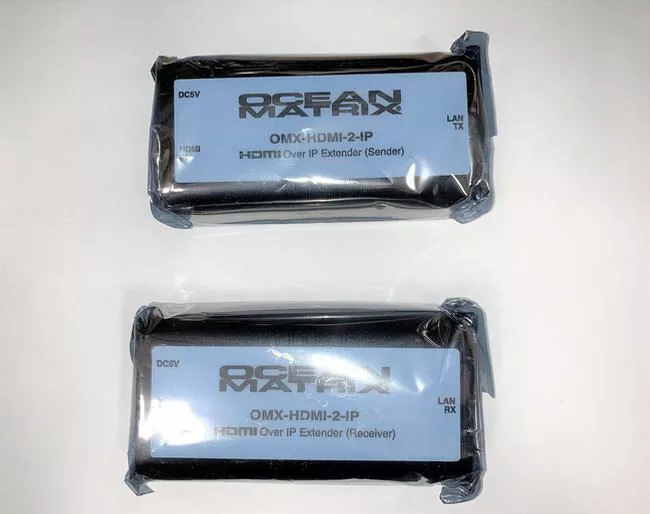 DC5V
OCEAN
MATRIX®
LAN
TX
OMX-HDMI-2-IP
HDMI
HDMI Over IP Extender (Sender)
DC5V
OCEAN
MATRIX
LAN
RX
OMX-HDMI-2-IP
HDMI Over IP Extender (Receiver)